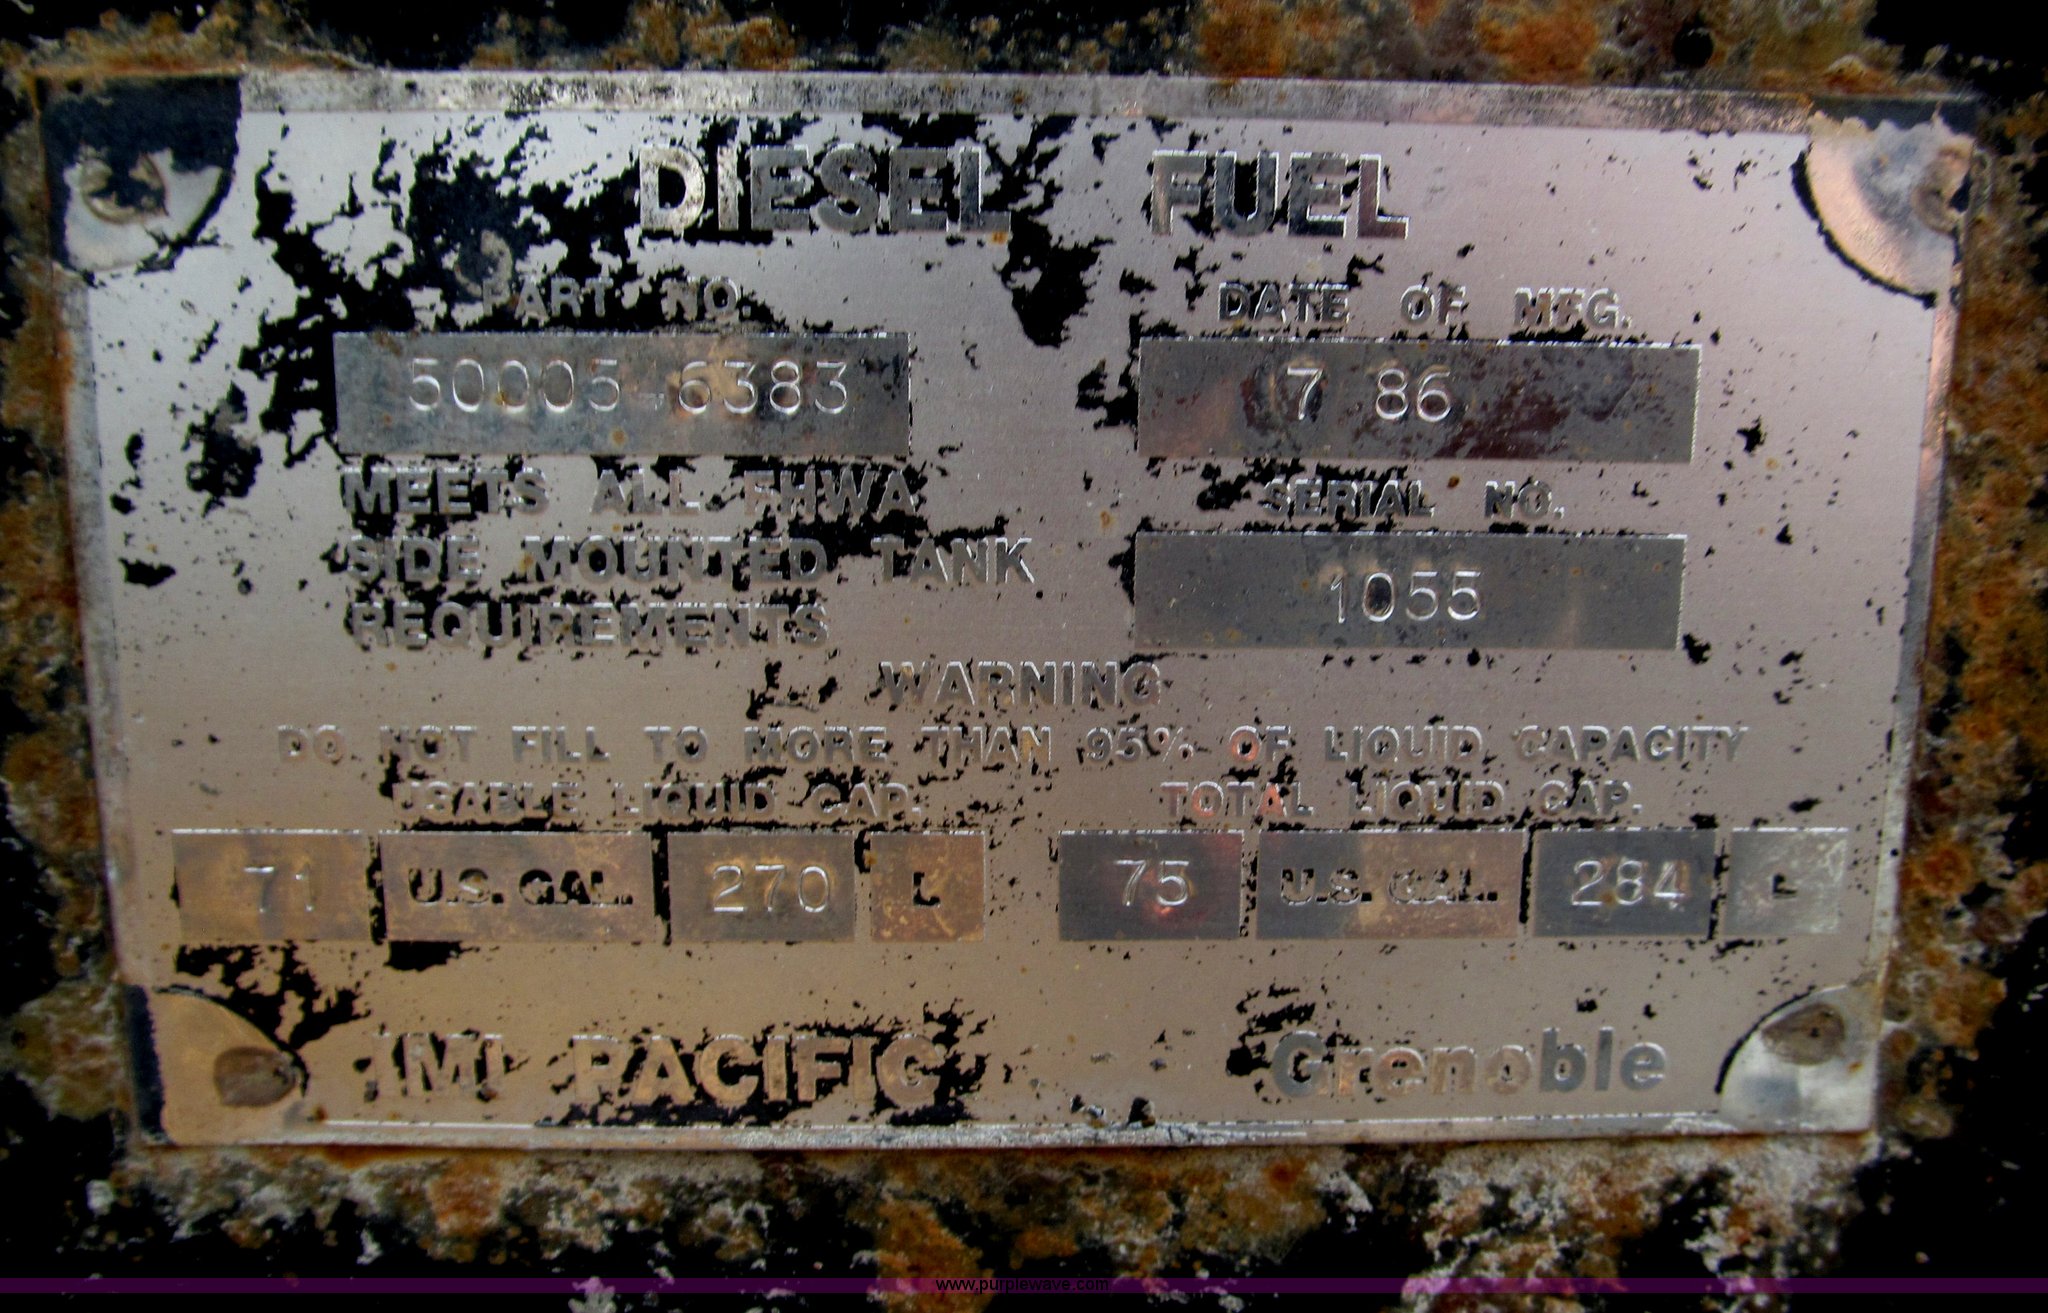 DIESEL FUEL
PART NO. DATE OF MFG.
50005-6383 7 86
MEETS ALL FHWA SERIAL NO.
SIDE MOUNTED TANK 1055
REQUIREMENTS
WARNING
DO NOT FILL TO MORE THAN 95% OF LIQUID CAPACITY
USABLE LIQUID CAP. TOTAL LIQUID CAP.
71 U.S. GAL. 270 L 75 U.S. GAL. 284 L
IMI PACIFIC Grenoble
www.purplewave.com